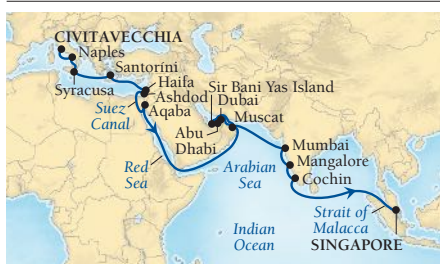 CIVITAVECCHIA
Naples
Santorini
Syracusa
Haifa
Ashdod
Suez
Canal
Aqaba
Sir Bani Yas Island
Dubai
Muscat
Abu
Dhabi
Red
Sea
Arabian
Sea
Mumbai
Mangalore
Cochin
Indian
Ocean
Strait of
Malacca
SINGAPORE